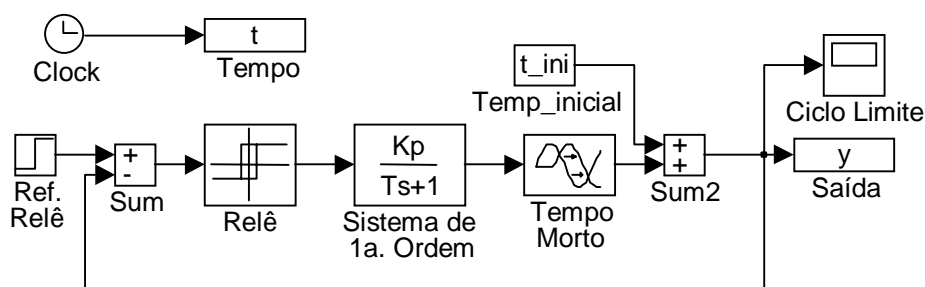 t
Clock
Tempo
t_ini
Temp_inicial
Ciclo Limite
+
-
Kp
Ts+1
+
+
y
Ref.
Relê
Sum
Relê
Sistema de
1a. Ordem
Tempo
Morto
Sum2
Saída